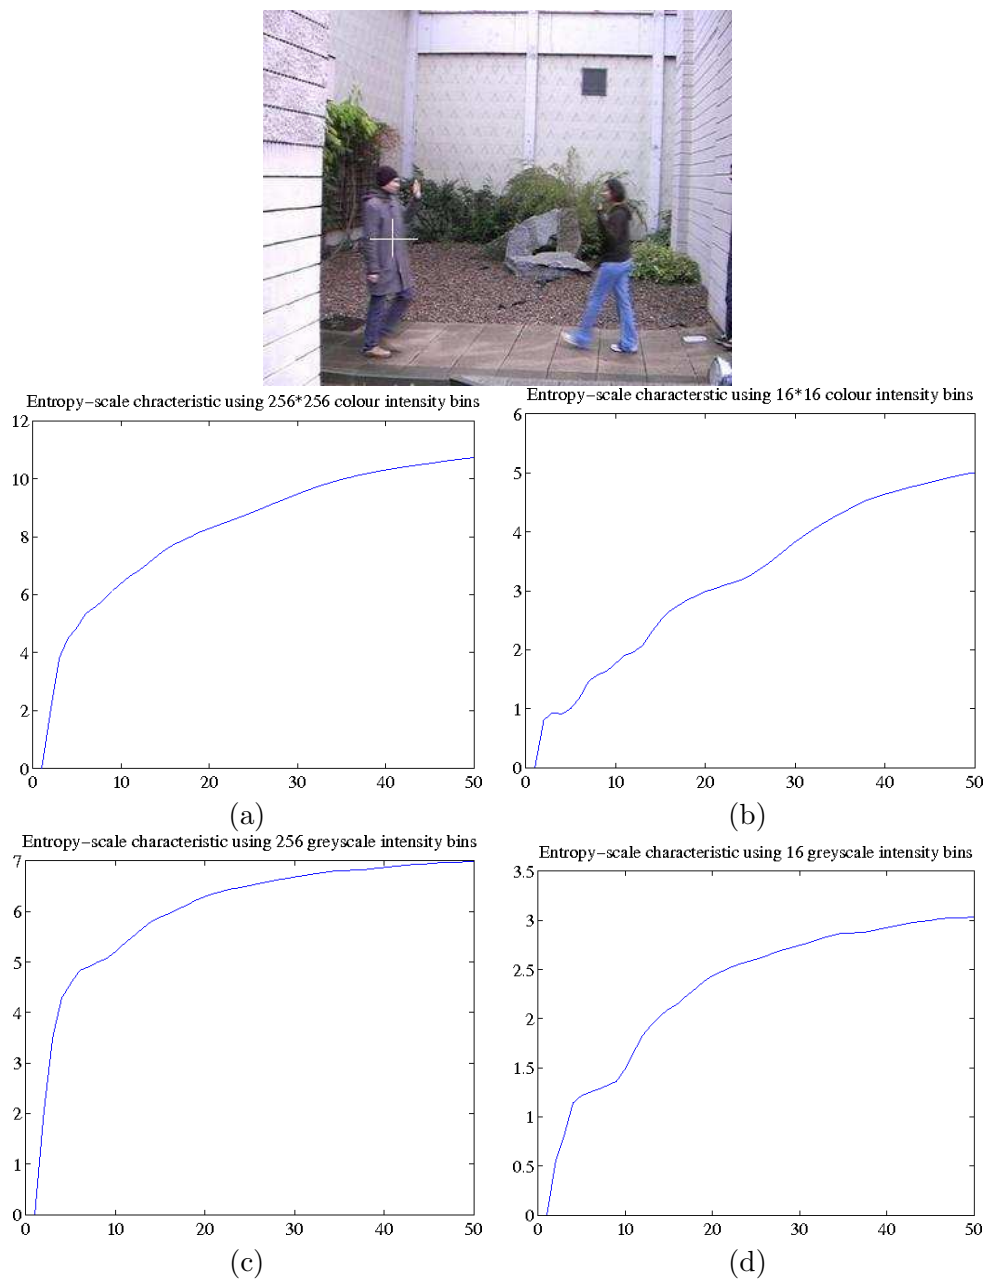 Entropy−scale chracteristic using 256*256 colour intensity bins
12
10
8
6
4
2
0
0 10 20 30 40 50
(a)
Entropy−scale characterstic using 16*16 colour intensity bins
6
5
4
3
2
1
0
0 10 20 30 40 50
(b)
Entropy−scale characteristic using 256 greyscale intensity bins
7
6
5
4
3
2
1
0
0 10 20 30 40 50
(c)
Entropy−scale characteristic using 16 greyscale intensity bins
3.5
3
2.5
2
1.5
1
0.5
0
0 10 20 30 40 50
(d)